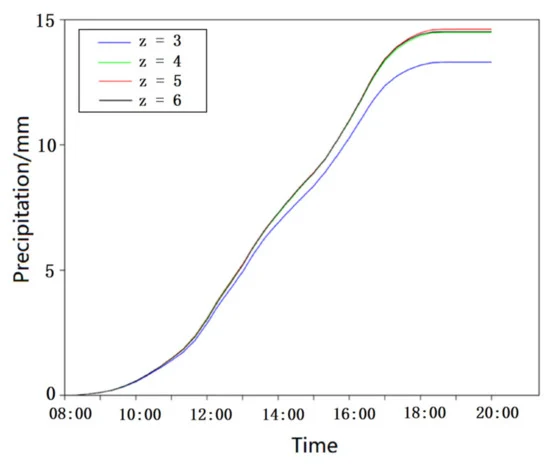 15
z = 3
z = 4
z = 5
z = 6
10
5
0
Precipitation/mm
08:00 10:00 12:00 14:00 16:00 18:00 20:00
Time